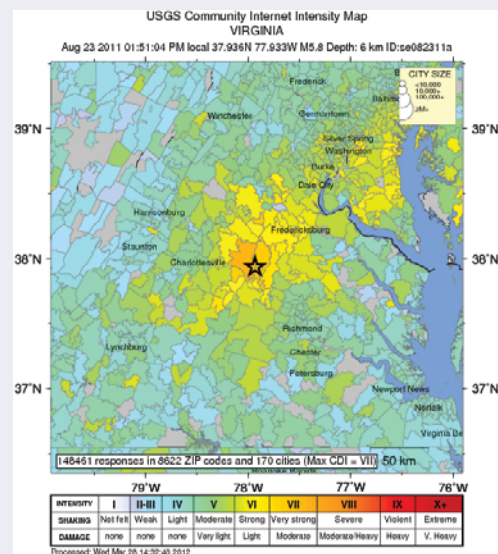 USGS Community Internet Intensity Map
VIRGINIA
Aug 23 2011 01:51:04 PM local 37.936N 77.933W M5.8 Depth: 6 km ID:se082311a
CITY SIZE
<10,000
10,000+
100,000+
Frederick
Winchester
Germantown
Silver Spring
Washington
Burke
Dale City
Harrisonburg
Staunton
Fredericksburg
Charlottesville
Richmond
Chester
Lynchburg
Petersburg
Newport News
Norfolk
Virginia Be
39°N 39°N
38°N 38°N
37°N 37°N
148461 responses in 8622 ZIP codes and 170 cities (Max CDI = VII) 50 km
79°W 78°W 77°W 76°W
INTENSITY I II-III IV V VI VII VIII IX X+
SHAKING Not felt Weak Light Moderate Strong Very strong Severe Violent Extreme
DAMAGE none none none Very light Light Moderate Moderate/Heavy Heavy V. Heavy
Processed: Wed Mar 28 14:32:40 2012